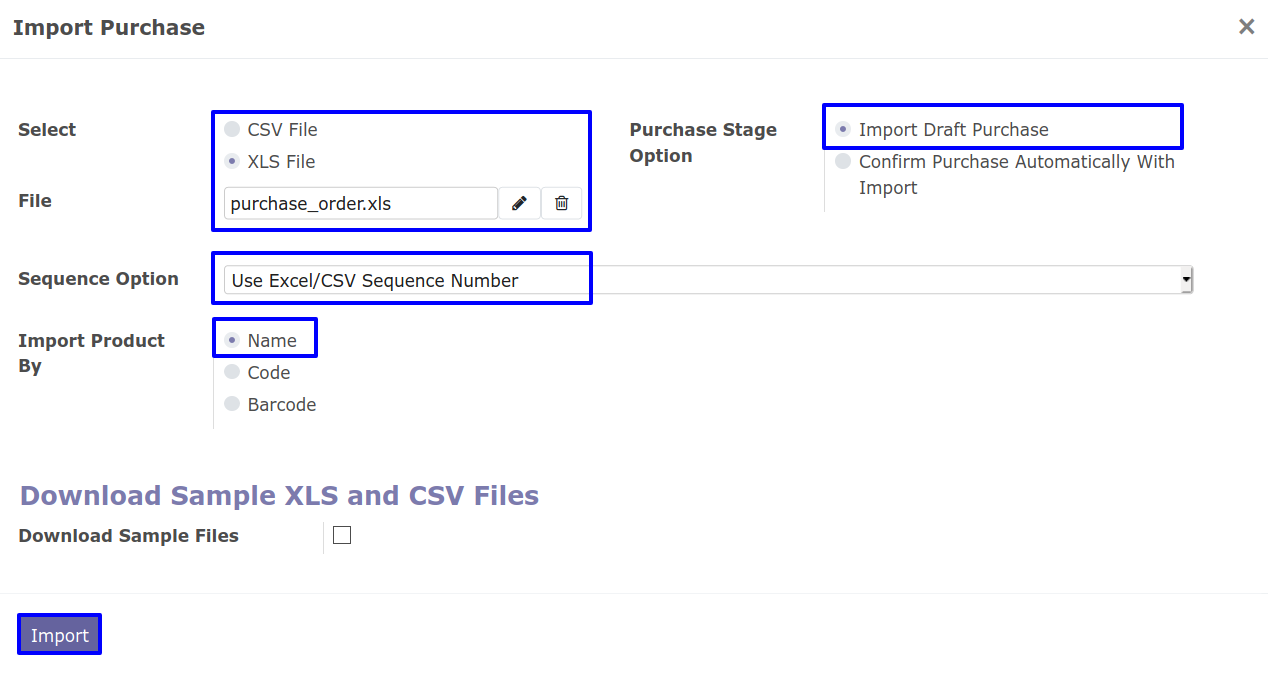 Import Purchase
Select
CSV File
XLS File
File
purchase_order.xls
Purchase Stage
Option
Import Draft Purchase
Confirm Purchase Automatically With
Import
Sequence Option
Use Excel/CSV Sequence Number
Import Product
By
Name
Code
Barcode
Download Sample XLS and CSV Files
Download Sample Files
Import